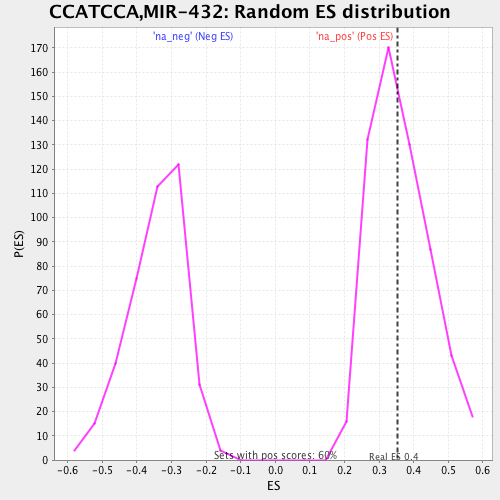 CCATCCA,MIR-432: Random ES distribution
'na_neg' (Neg ES)
'na_pos' (Pos ES)
170
160
150
140
130
120
110
100
90
80
70
60
50
40
30
20
10
0
P(ES)
Sets with pos scores: 60%
Real ES 0.4
-0.6 -0.5 -0.4 -0.3 -0.2 -0.1 0.0 0.1 0.2 0.3 0.4 0.5 0.6
ES